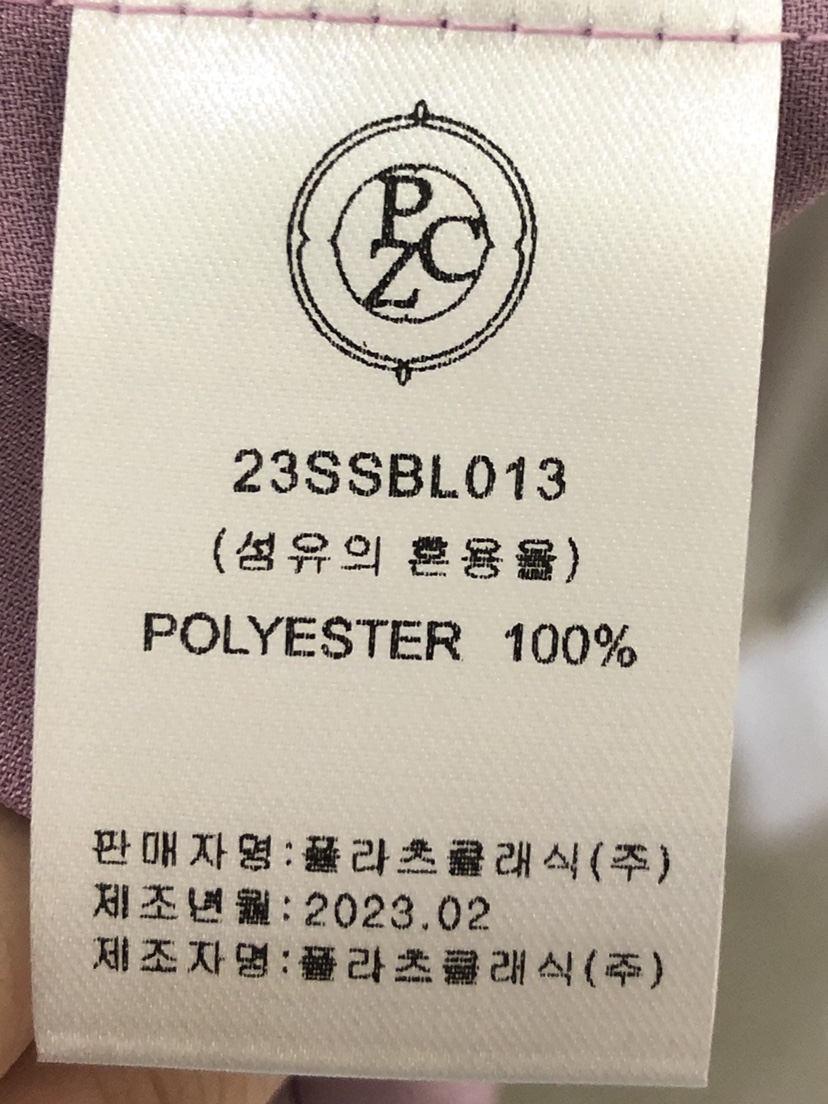 PCZ
23SSBL013
(섬유의 혼용율)
POLYESTER 100%
판매자명:플라츠클래식(주)
제조년월:2023.02
제조자명:플라츠클래식(주)